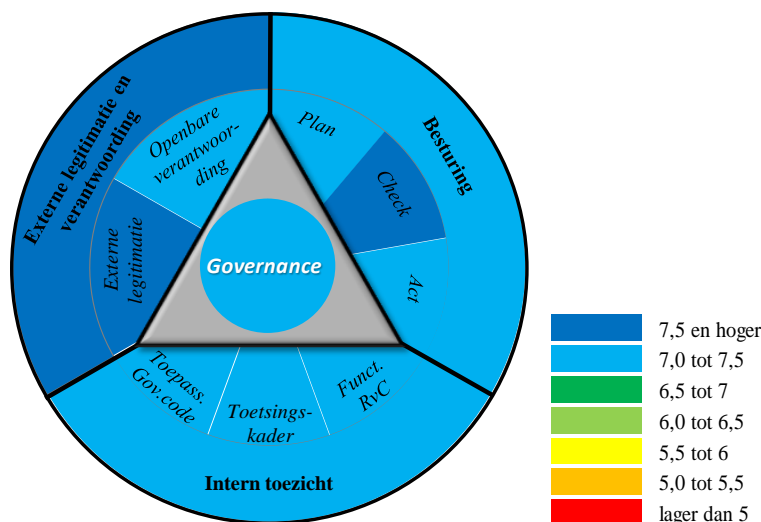 Externe legitimatie en
verantwoording
Openbare
verantwoor-
ding
Externe
legitimatie
Plan
Check
Act
Besturing
Governance
Toepass.
Gov.code
Toetsings-
kader
Funct.
RvC
Intern toezicht
7,5 en hoger
7,0 tot 7,5
6,5 tot 7
6,0 tot 6,5
5,5 tot 6
5,0 tot 5,5
lager dan 5